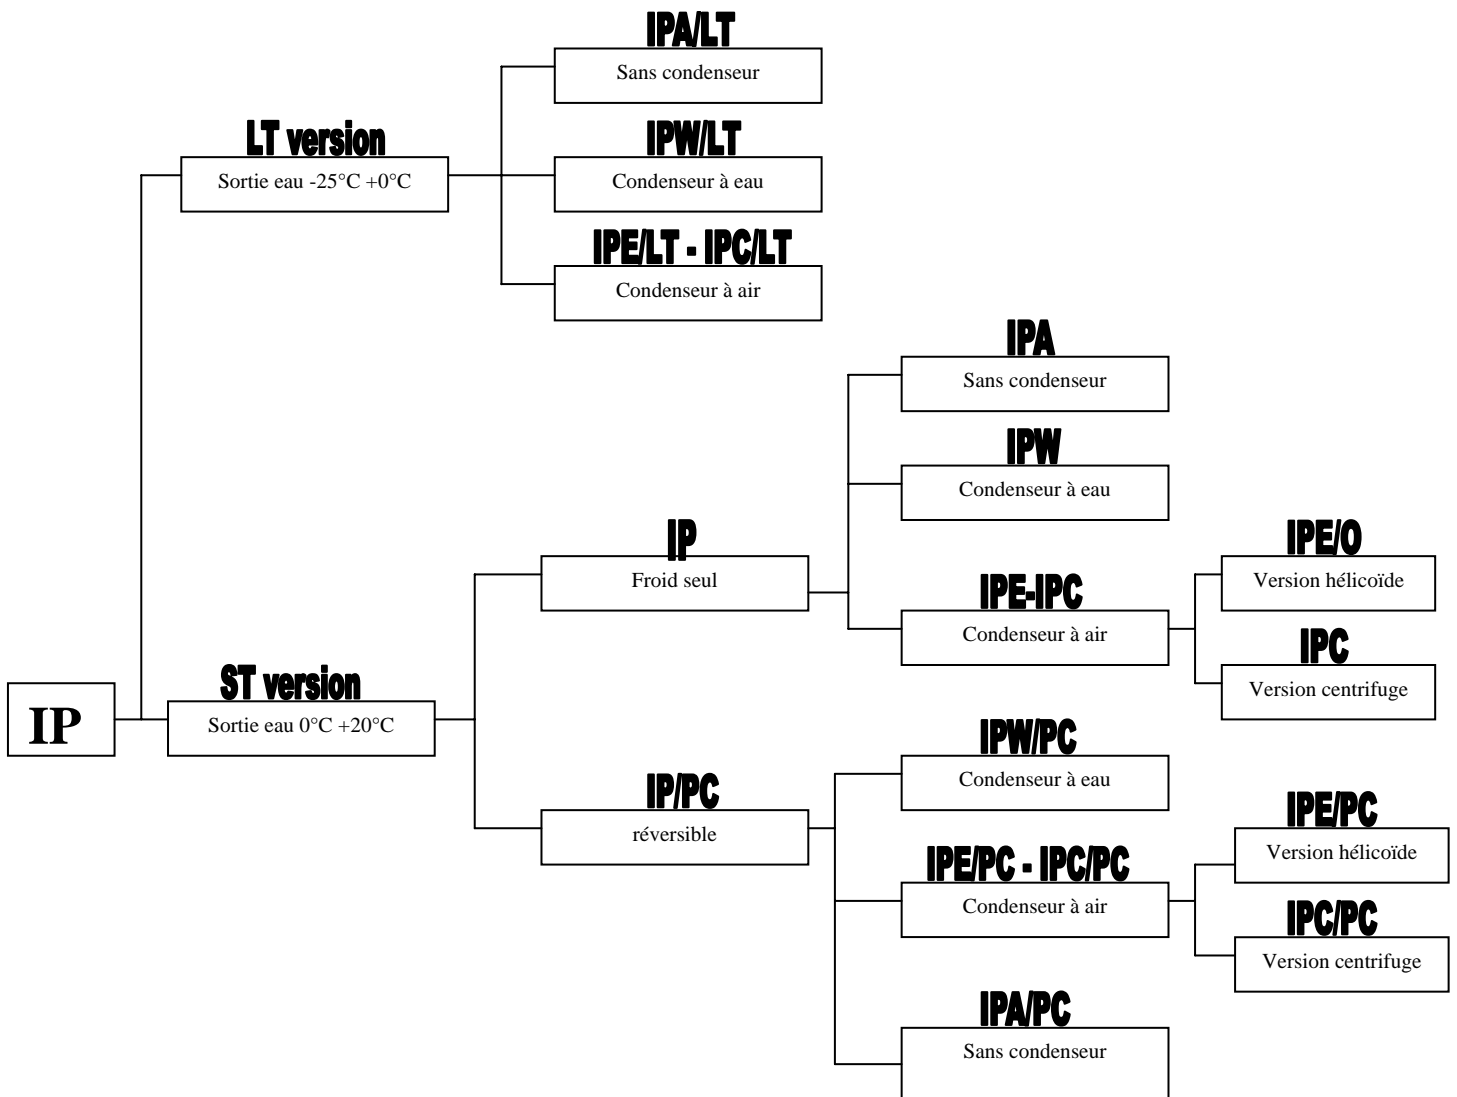 IPA/LT
Sans condenseur
LT version
Sortie eau -25°C +0°C
IPW/LT
Condenseur à eau
IPE/LT - IPC/LT
Condenseur à air
IPA
Sans condenseur
IPW
Condenseur à eau
IP
Froid seul
IPE-IPC
Condenseur à air
IPE/O
Version hélicoïde
IPC
Version centrifuge
IP
ST version
Sortie eau 0°C +20°C
IPW/PC
Condenseur à eau
IP/PC
réversible
IPE/PC - IPC/PC
Condenseur à air
IPE/PC
Version hélicoïde
IPC/PC
Version centrifuge
IPA/PC
Sans condenseur